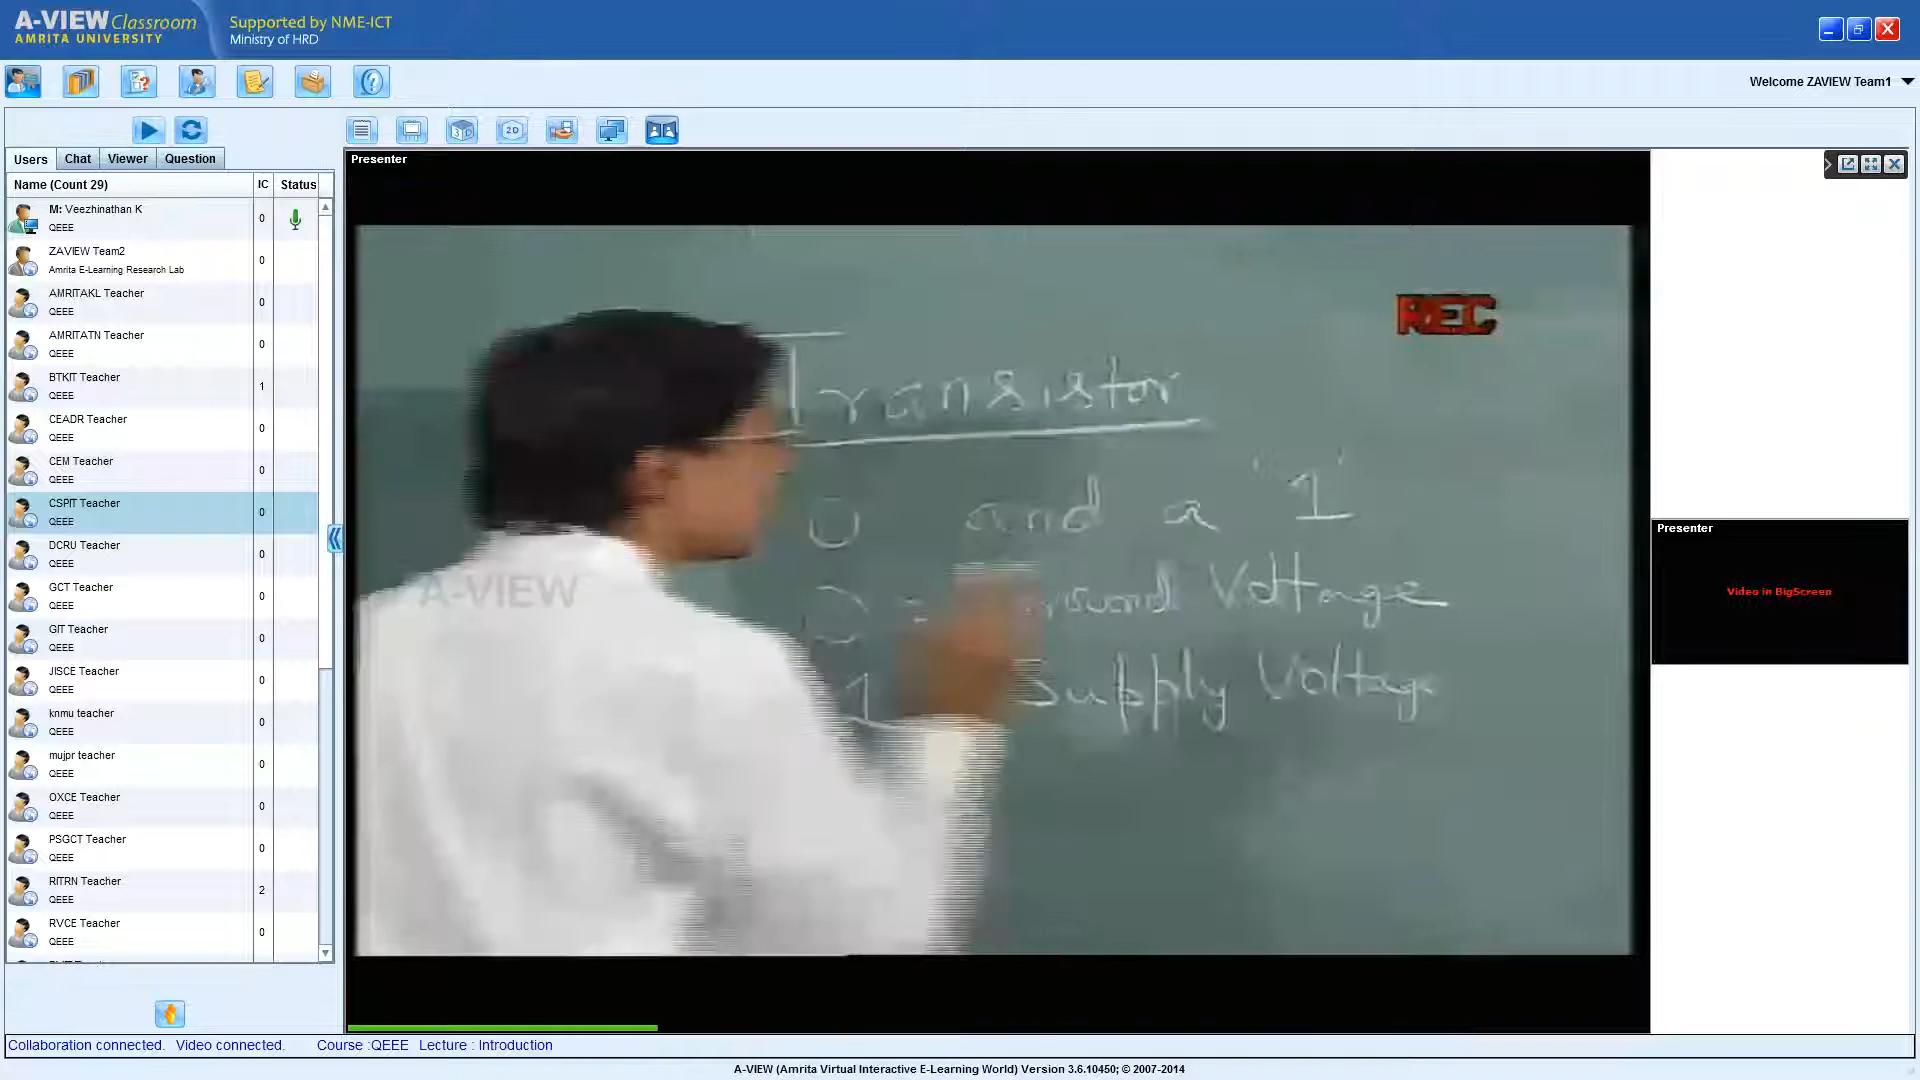 A-VIEW Classroom
AMRITA UNIVERSITY
Supported by NME-ICT
Ministry of HRD
Welcome ZAVIEW Team1
3D
2D
Users Chat Viewer Question
Name (Count 29) IC Status
M: Veezhinathan K
QEEE
0
ZAVIEW Team2
Amrita E-Learning Research Lab
0
AMRITAKL Teacher
QEEE
0
AMRITATN Teacher
QEEE
0
BTKIT Teacher
QEEE
1
CEADR Teacher
QEEE
0
CEM Teacher
QEEE
0
CSPIT Teacher
QEEE
0
DCRU Teacher
QEEE
0
GCT Teacher
QEEE
0
GIT Teacher
QEEE
0
JISCE Teacher
QEEE
0
knmu teacher
QEEE
0
mujpr teacher
QEEE
0
OXCE Teacher
QEEE
0
PSGCT Teacher
QEEE
0
RITRN Teacher
QEEE
2
RVCE Teacher
QEEE
0
Presenter
REC
Transistor
0 and a '1'
Voltage
1 Supply Voltage
A-VIEW
Presenter
Video in BigScreen
Collaboration connected. Video connected. Course :QEEE Lecture : Introduction
A-VIEW (Amrita Virtual Interactive E-Learning World) Version 3.6.10450; © 2007-2014